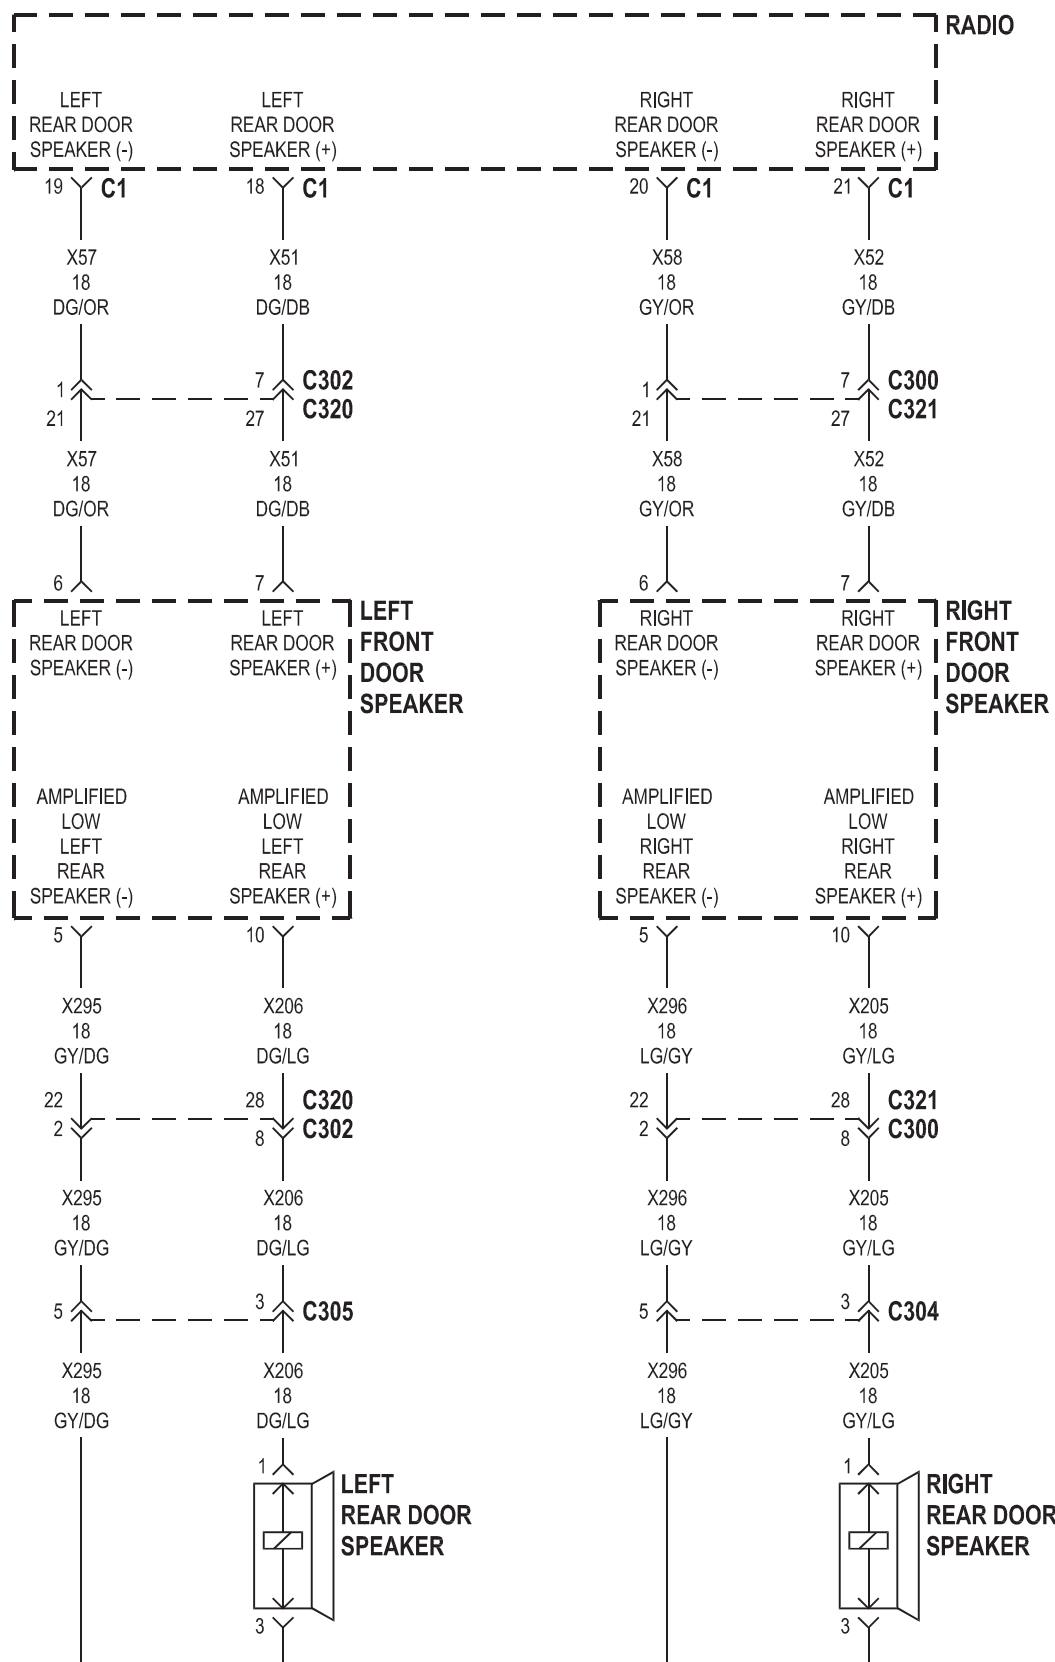 RADIO
LEFT LEFT RIGHT RIGHT
REAR DOOR REAR DOOR REAR DOOR REAR DOOR
SPEAKER (-) SPEAKER (+) SPEAKER (-) SPEAKER (+)
19 C1 18 C1 20 C1 21 C1
X57 X51 X58 X52
18 18 18 18
DG/OR DG/DB GY/OR GY/DB
1 7 C302 1 7 C300
21 27 C320 21 27 C321
X57 X51 X58 X52
18 18 18 18
DG/OR DG/DB GY/OR GY/DB
6 7 6 7
LEFT LEFT LEFT RIGHT RIGHT RIGHT
REAR DOOR REAR DOOR FRONT REAR DOOR REAR DOOR FRONT
SPEAKER (-) SPEAKER (+) DOOR SPEAKER (-) SPEAKER (+) DOOR
SPEAKER SPEAKER
AMPLIFIED AMPLIFIED AMPLIFIED AMPLIFIED
LOW LOW LOW LOW
LEFT LEFT RIGHT RIGHT
REAR REAR REAR REAR
SPEAKER (-) SPEAKER (+) SPEAKER (-) SPEAKER (+)
5 10 5 10
X295 X206 X296 X205
18 18 18 18
GY/DG DG/LG LG/GY GY/LG
22 28 C320 22 28 C321
2 8 C302 2 8 C300
X295 X206 X296 X205
18 18 18 18
GY/DG DG/LG LG/GY GY/LG
5 3 C305 5 3 C304
X295 X206 X296 X205
18 18 18 18
GY/DG DG/LG LG/GY GY/LG
1 1
LEFT RIGHT
REAR DOOR REAR DOOR
SPEAKER SPEAKER
3 3